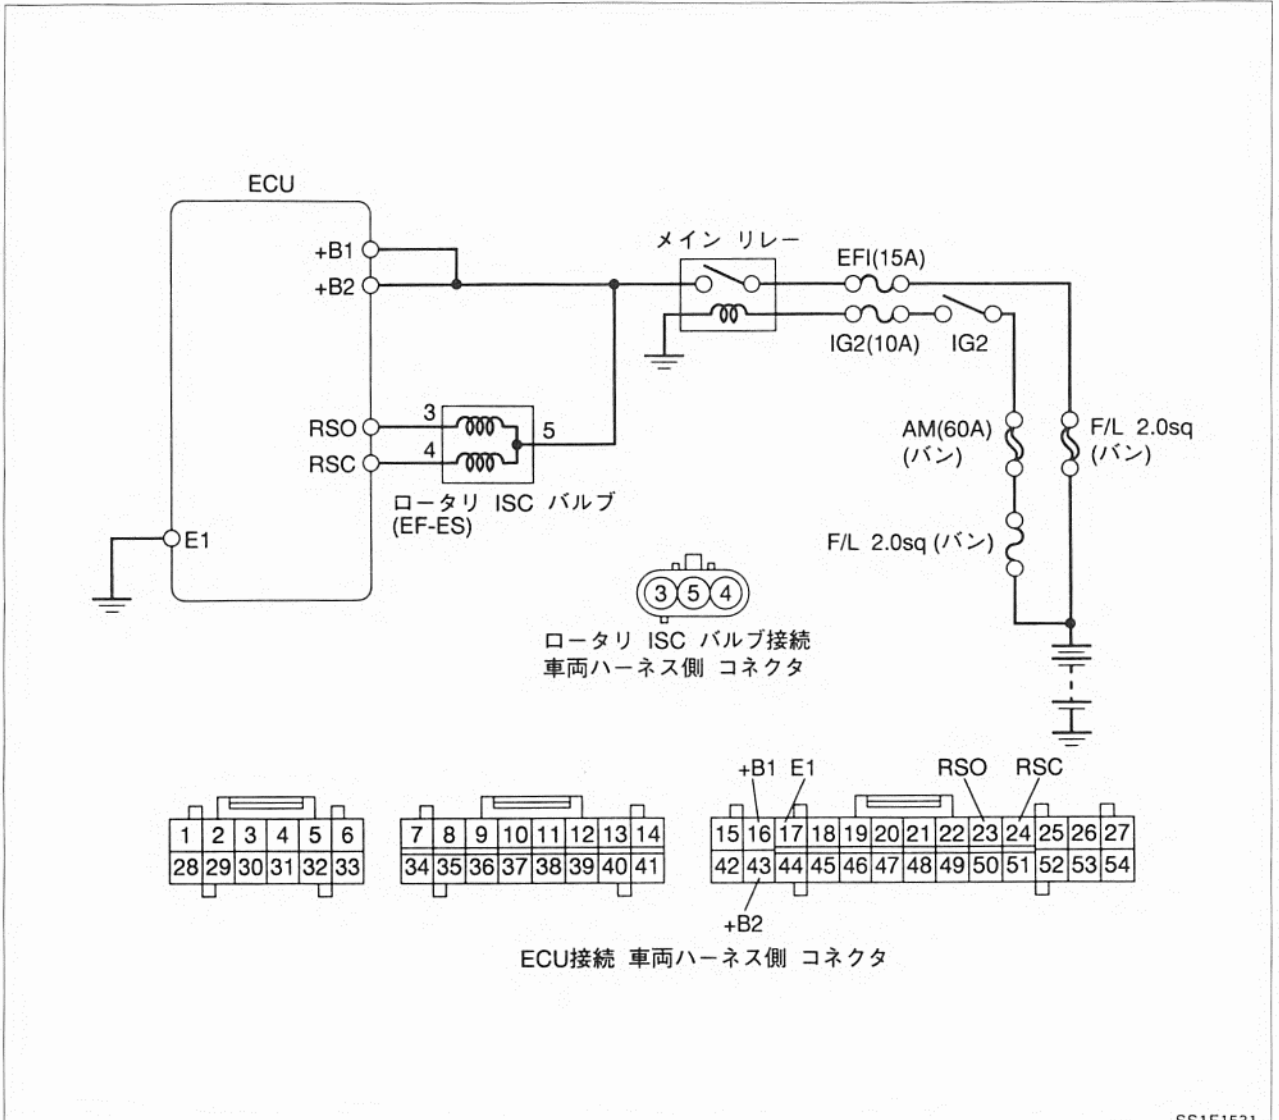 ECU
+B1
+B2
メイン リレー
EFI(15A)
IG2(10A)
IG2
RSO
3
RSC
4
5
AM(60A)
(バン)
F/L 2.0sq
(バン)
ロータリ ISC バルブ
(EF-ES)
E1
F/L 2.0sq (バン)
3 5 4
ロータリ ISC バルブ接続
車両ハーネス側 コネクタ
+B1 E1 RSO RSC
1 2 3 4 5 6
28 29 30 31 32 33
7 8 9 10 11 12 13 14
34 35 36 37 38 39 40 41
15 16 17 18 19 20 21 22 23 24 25 26 27
42 43 44 45 46 47 48 49 50 51 52 53 54
+B2
ECU接続 車両ハーネス側 コネクタ